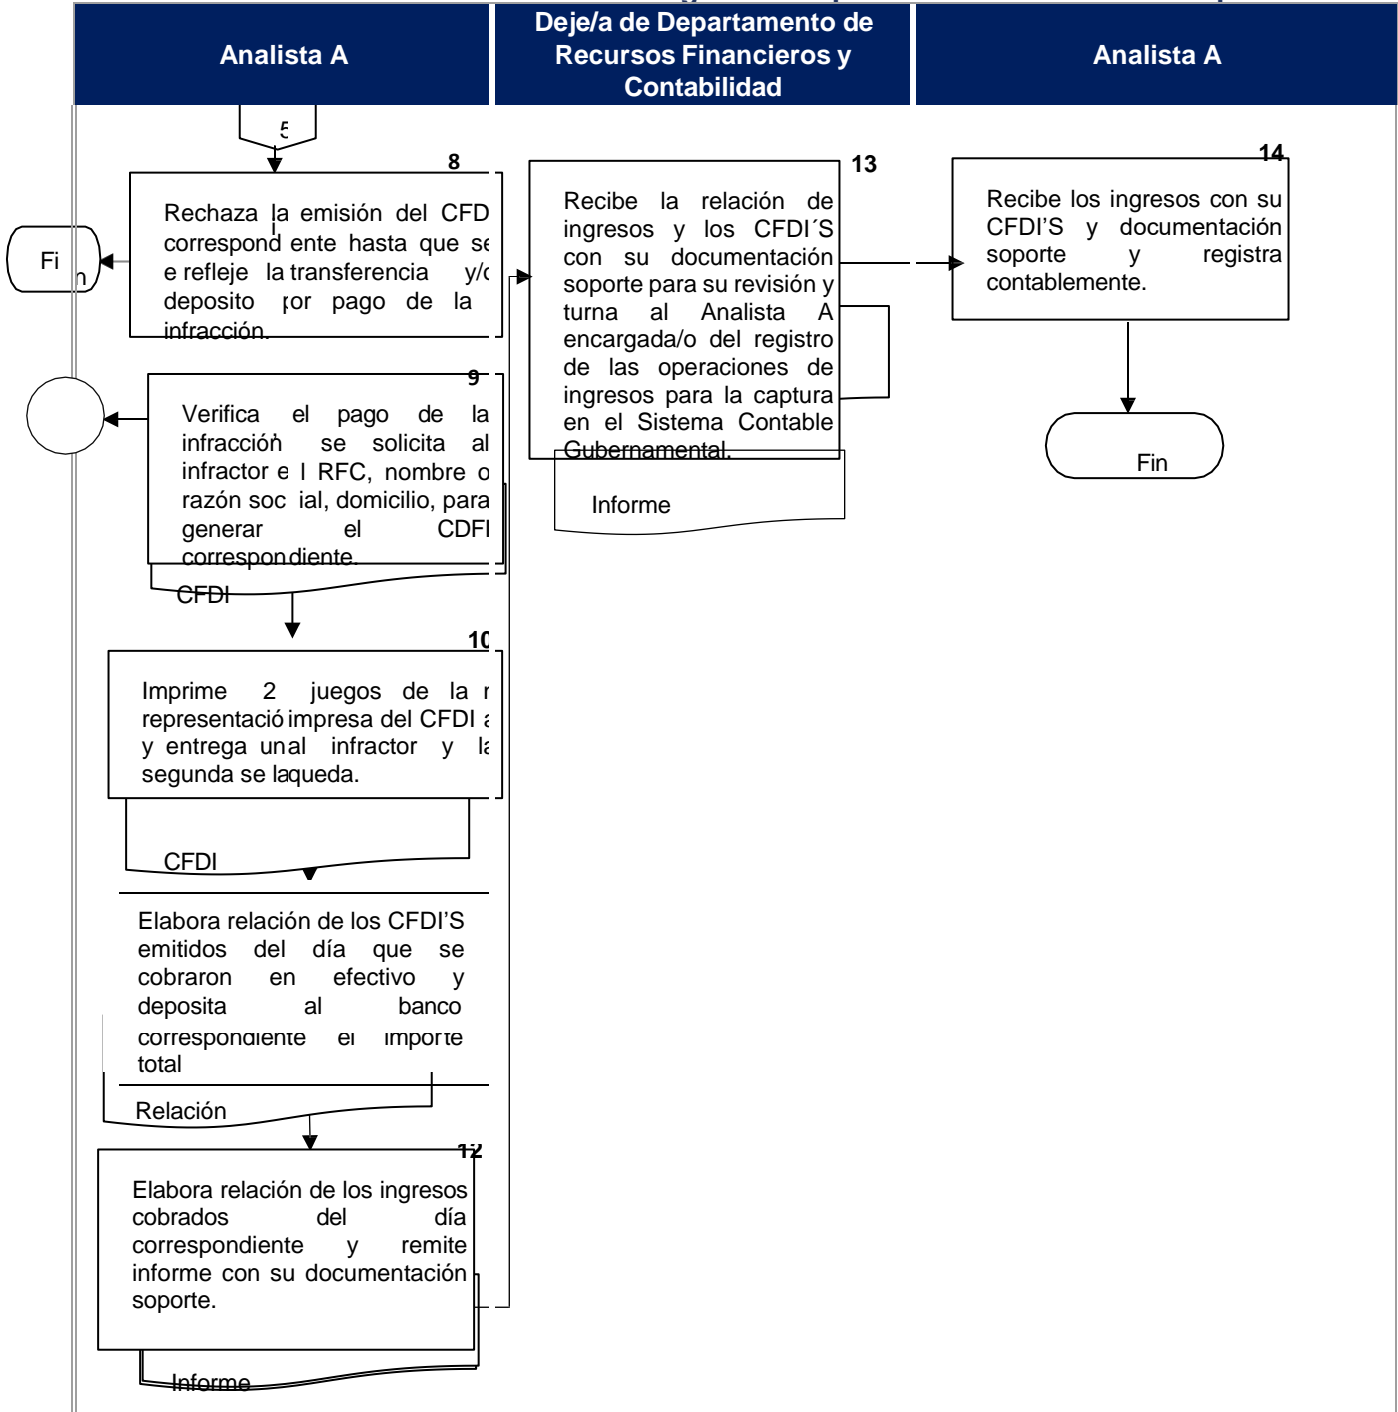 Analista A
Deje/a de Departamento de
Recursos Financieros y
Contabilidad
Analista A
5
8
Rechaza la emisión del CFD
correspond ente hasta que se
e refleje la transferencia y/o
deposito por pago de la
infracción.
Fi n
9
Verifica el pago de la
infracción se solicita al
infractor e l RFC, nombre o
razón soc ial, domicilio, para
generar el CDFI
correspondiente.
CFDI
10
Imprime 2 juegos de la r
representació impresa del CFDI a
y entrega unal infractor y la
segunda se laqueda.
CFDI
Elabora relación de los CFDI’S
emitidos del día que se
cobraron en efectivo y
deposita al banco
correspondiente el importe
total
Relación
12
Elabora relación de los ingresos
cobrados del día
correspondiente y remite
informe con su documentación
soporte.
Informe
13
Recibe la relación de
ingresos y los CFDI´S
con su documentación
soporte para su revisión y
turna al Analista A
encargada/o del registro
de las operaciones de
ingresos para la captura
en el Sistema Contable
Gubernamental.
Informe
14
Recibe los ingresos con su
CFDI’S y documentación
soporte y registra
contablemente.
Fin